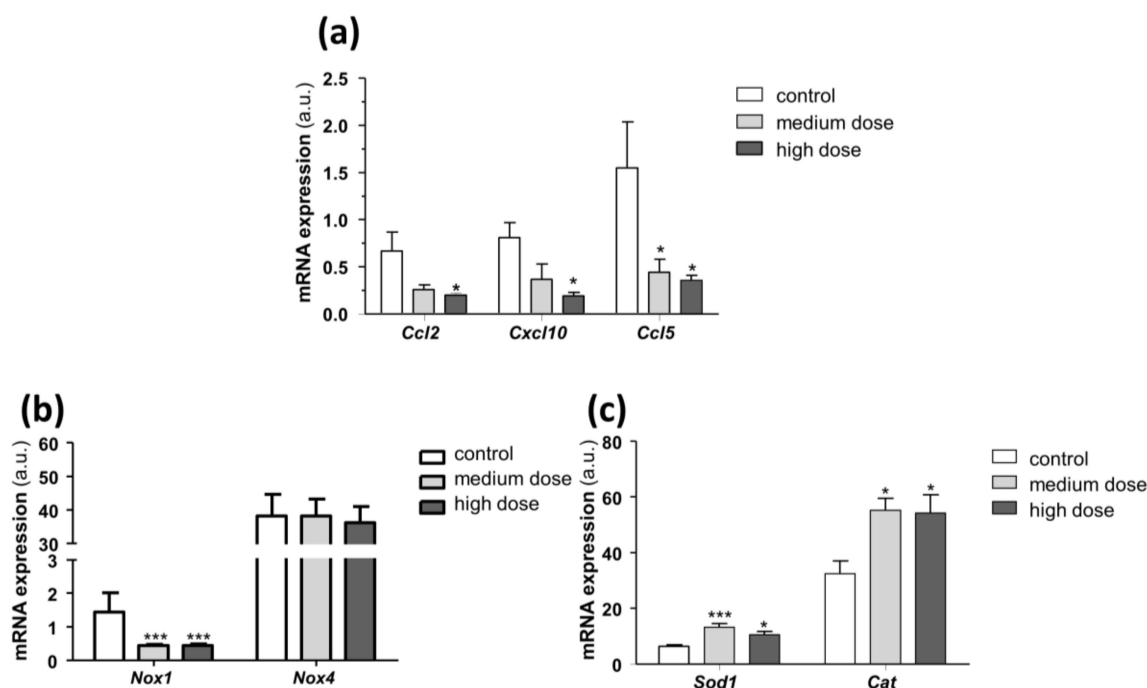 (a)
mRNA expression (a.u.)
2.5
2.0
1.5
1.0
0.5
0.0
*
*
*
*
Ccl2 Cxcl10 Ccl5
control
medium dose
high dose
(b)
mRNA expression (a.u.)
60
50
40
30
3
2
1
0
*** ***
Nox1 Nox4
control
medium dose
high dose
(c)
mRNA expression (a.u.)
80
60
40
20
0
*** *
* *
Sod1 Cat
control
medium dose
high dose